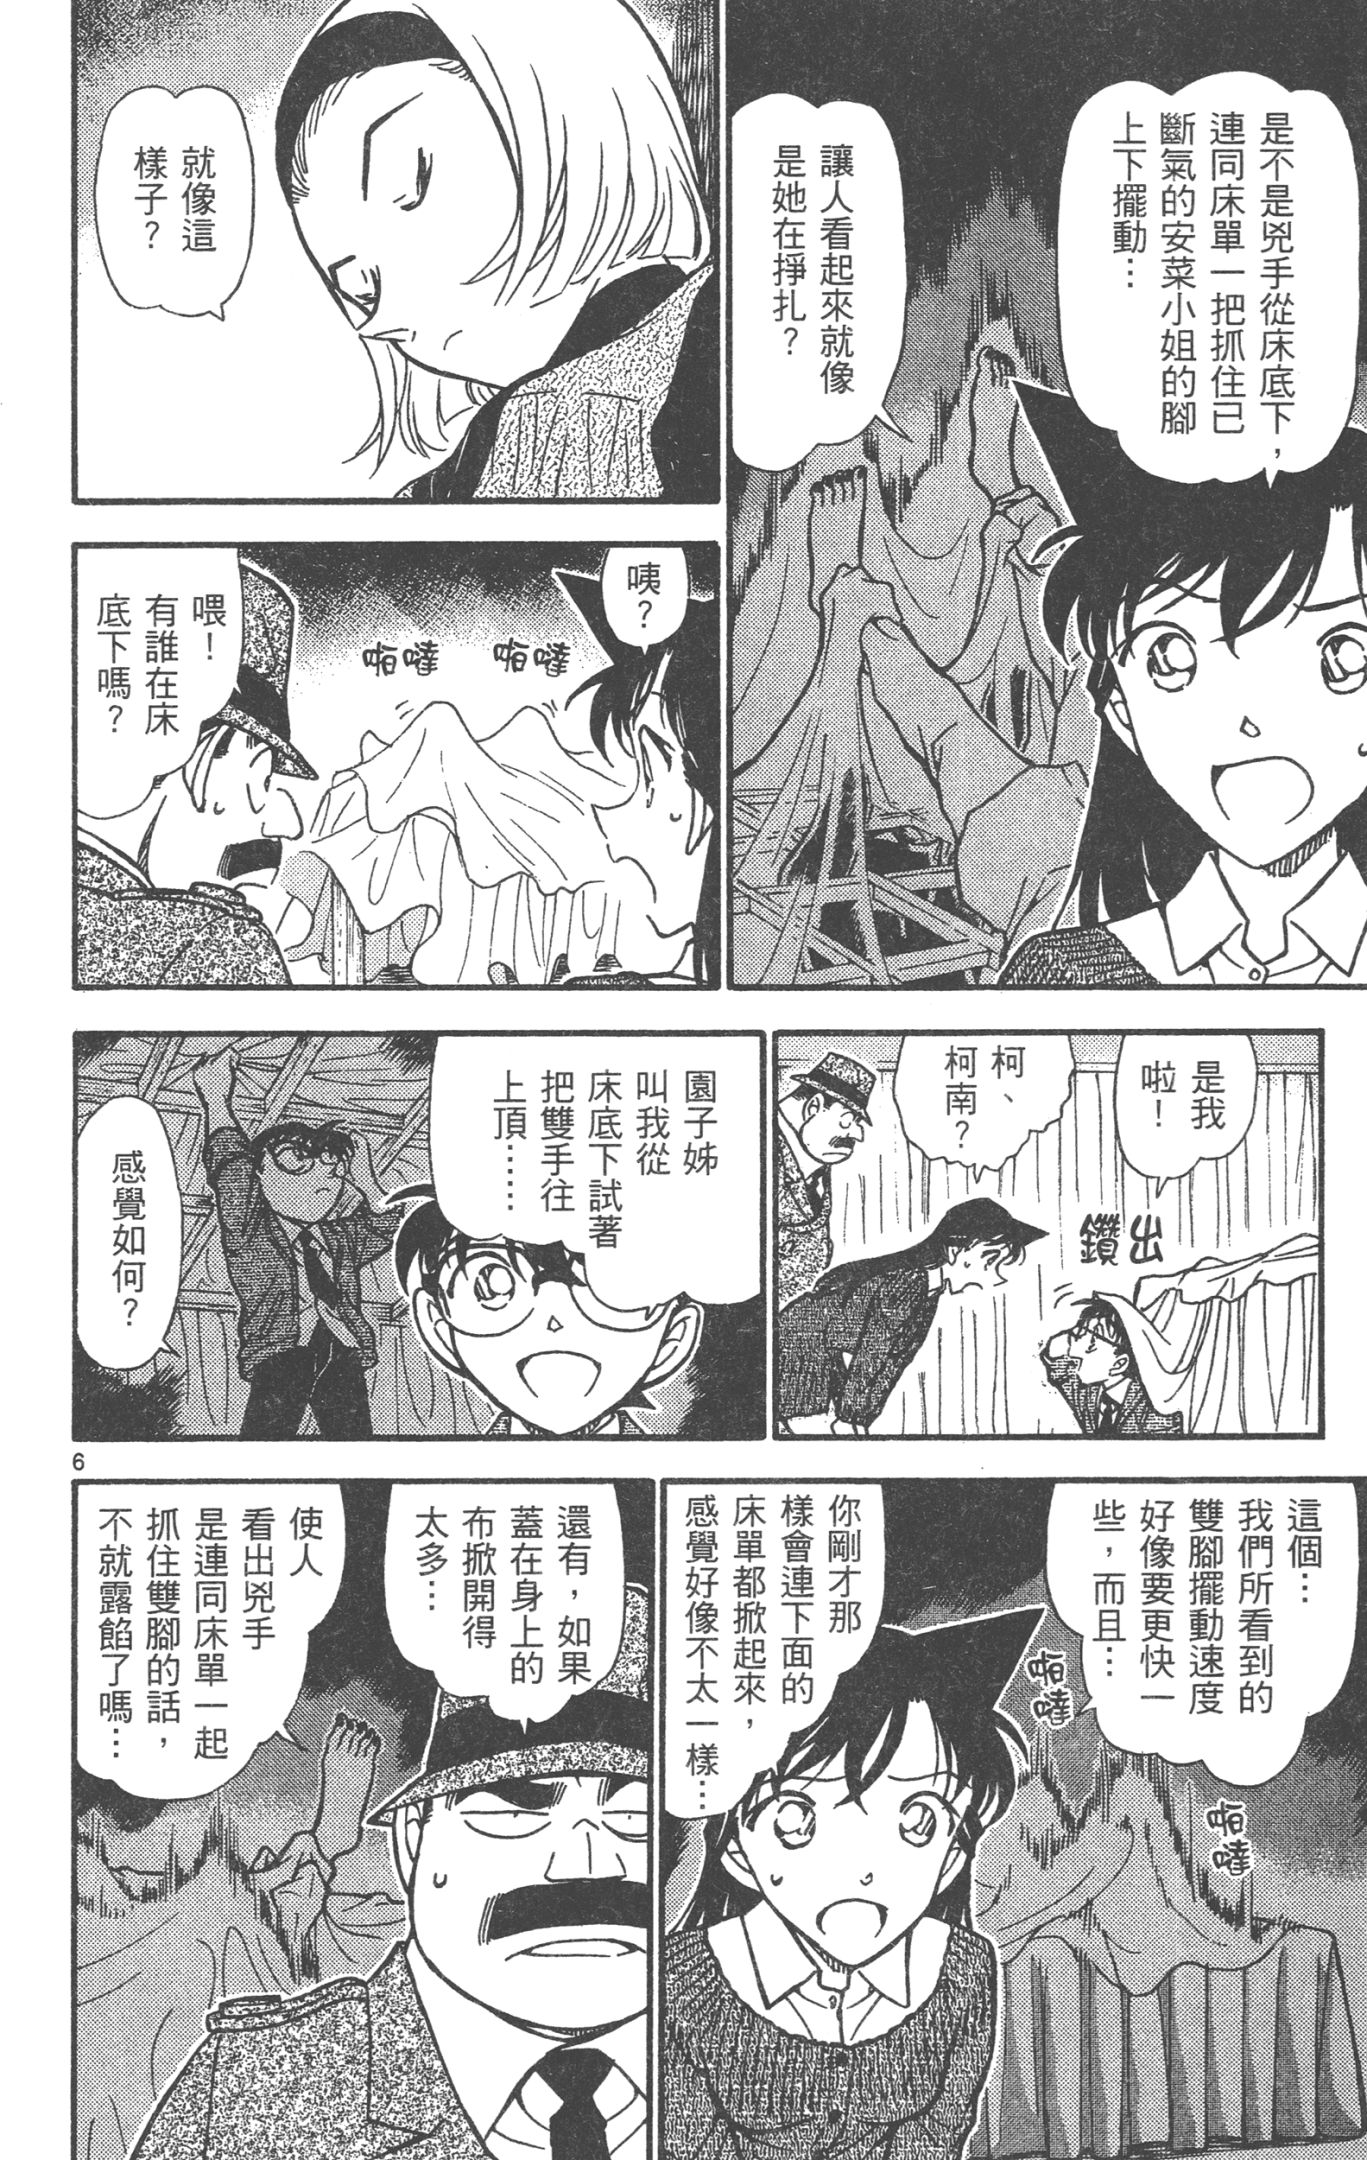 是不是兇手從床底下，
連同床單一把抓住已
斷氣的安菜小姐的腳
上下擺動…
讓人看起來就像
是她在掙扎？
就像這
樣子？
咦？
啪噠
啪噠
喂！
有誰在床
底下嗎？
是我
啦！
柯、
柯南？
鑽出
園子姊
叫我從
床底下試著
把雙手往
上頂……
感覺如何？
6
這個…
我們所看到的
雙腳擺動速度
好像要更快一
些，而且…
你剛才那
樣會連下面的
床單都掀起來，
感覺好像不太一樣…
啪噠
啪噠
還有，如果
蓋在身上的
布掀開得
太多…
使人
看出兇手
是連同床單一起
抓住雙腳的話，
不就露餡了嗎…